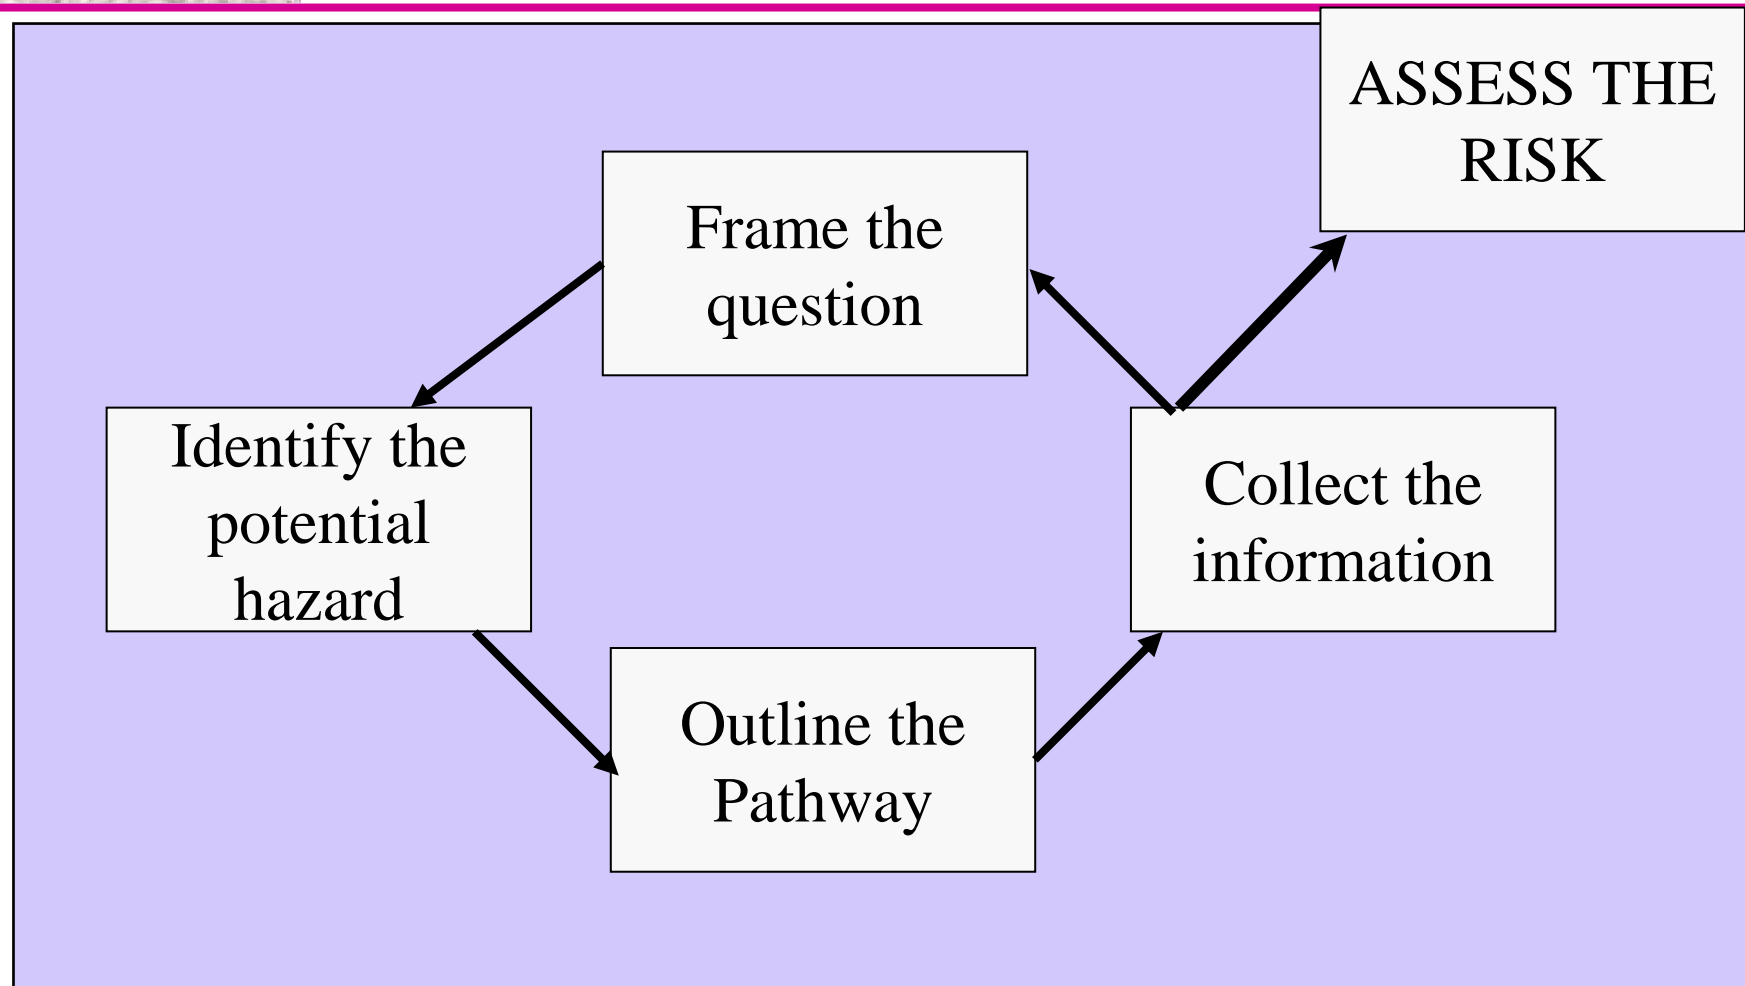 ASSESS THE
RISK
Frame the
question
Identify the
potential
hazard
Collect the
information
Outline the
Pathway